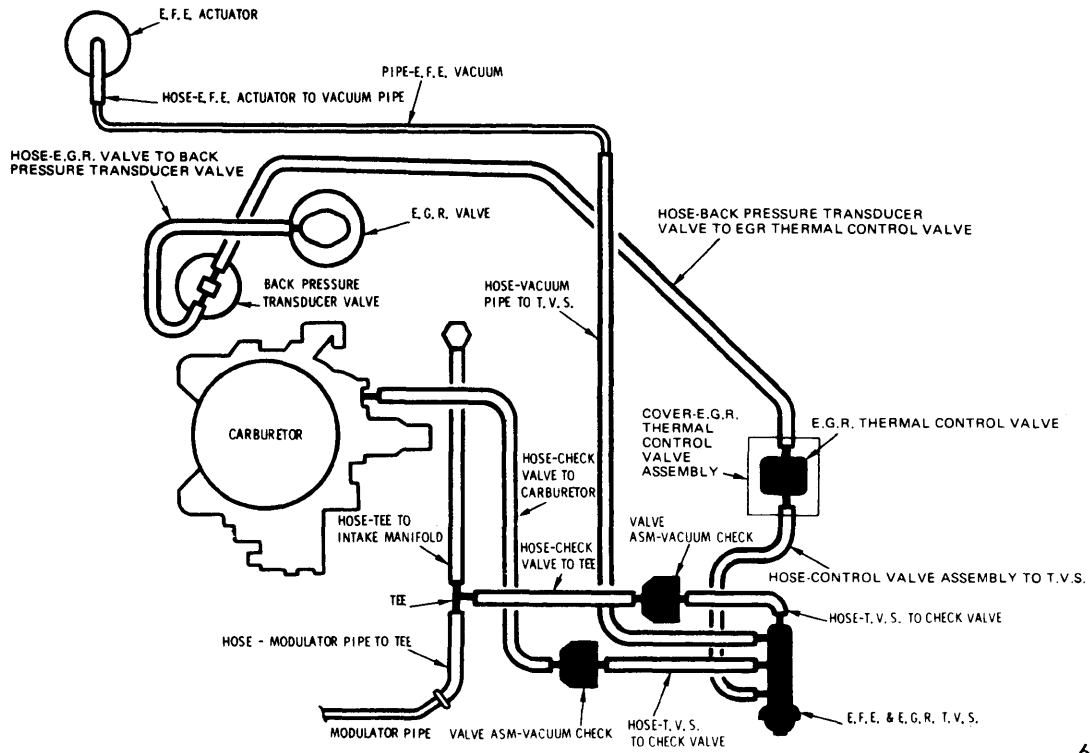 E.F.E. ACTUATOR
PIPE-E.F.E. VACUUM
HOSE-E.F.E. ACTUATOR TO VACUUM PIPE
HOSE-E.G.R. VALVE TO BACK
PRESSURE TRANSDUCER VALVE
E.G.R. VALVE
HOSE-BACK PRESSURE TRANSDUCER
VALVE TO EGR THERMAL CONTROL VALVE
BACK PRESSURE
TRANSDUCER VALVE
HOSE-VACUUM
PIPE TO T.V.S.
CARBURETOR
COVER-E.G.R.
THERMAL
CONTROL
VALVE
ASSEMBLY
E.G.R. THERMAL CONTROL VALVE
HOSE-CHECK
VALVE TO
CARBURETOR
HOSE-TEE TO
INTAKE MANIFOLD
VALVE
ASM-VACUUM CHECK
HOSE-CHECK
VALVE TO TEE
HOSE-CONTROL VALVE ASSEMBLY TO T.V.S.
TEE
HOSE-T.V.S. TO CHECK VALVE
HOSE - MODULATOR PIPE TO TEE
MODULATOR PIPE
VALVE ASM-VACUUM CHECK
HOSE-T.V.S.
TO CHECK VALVE
E.F.E. & E.G.R. T.V.S.